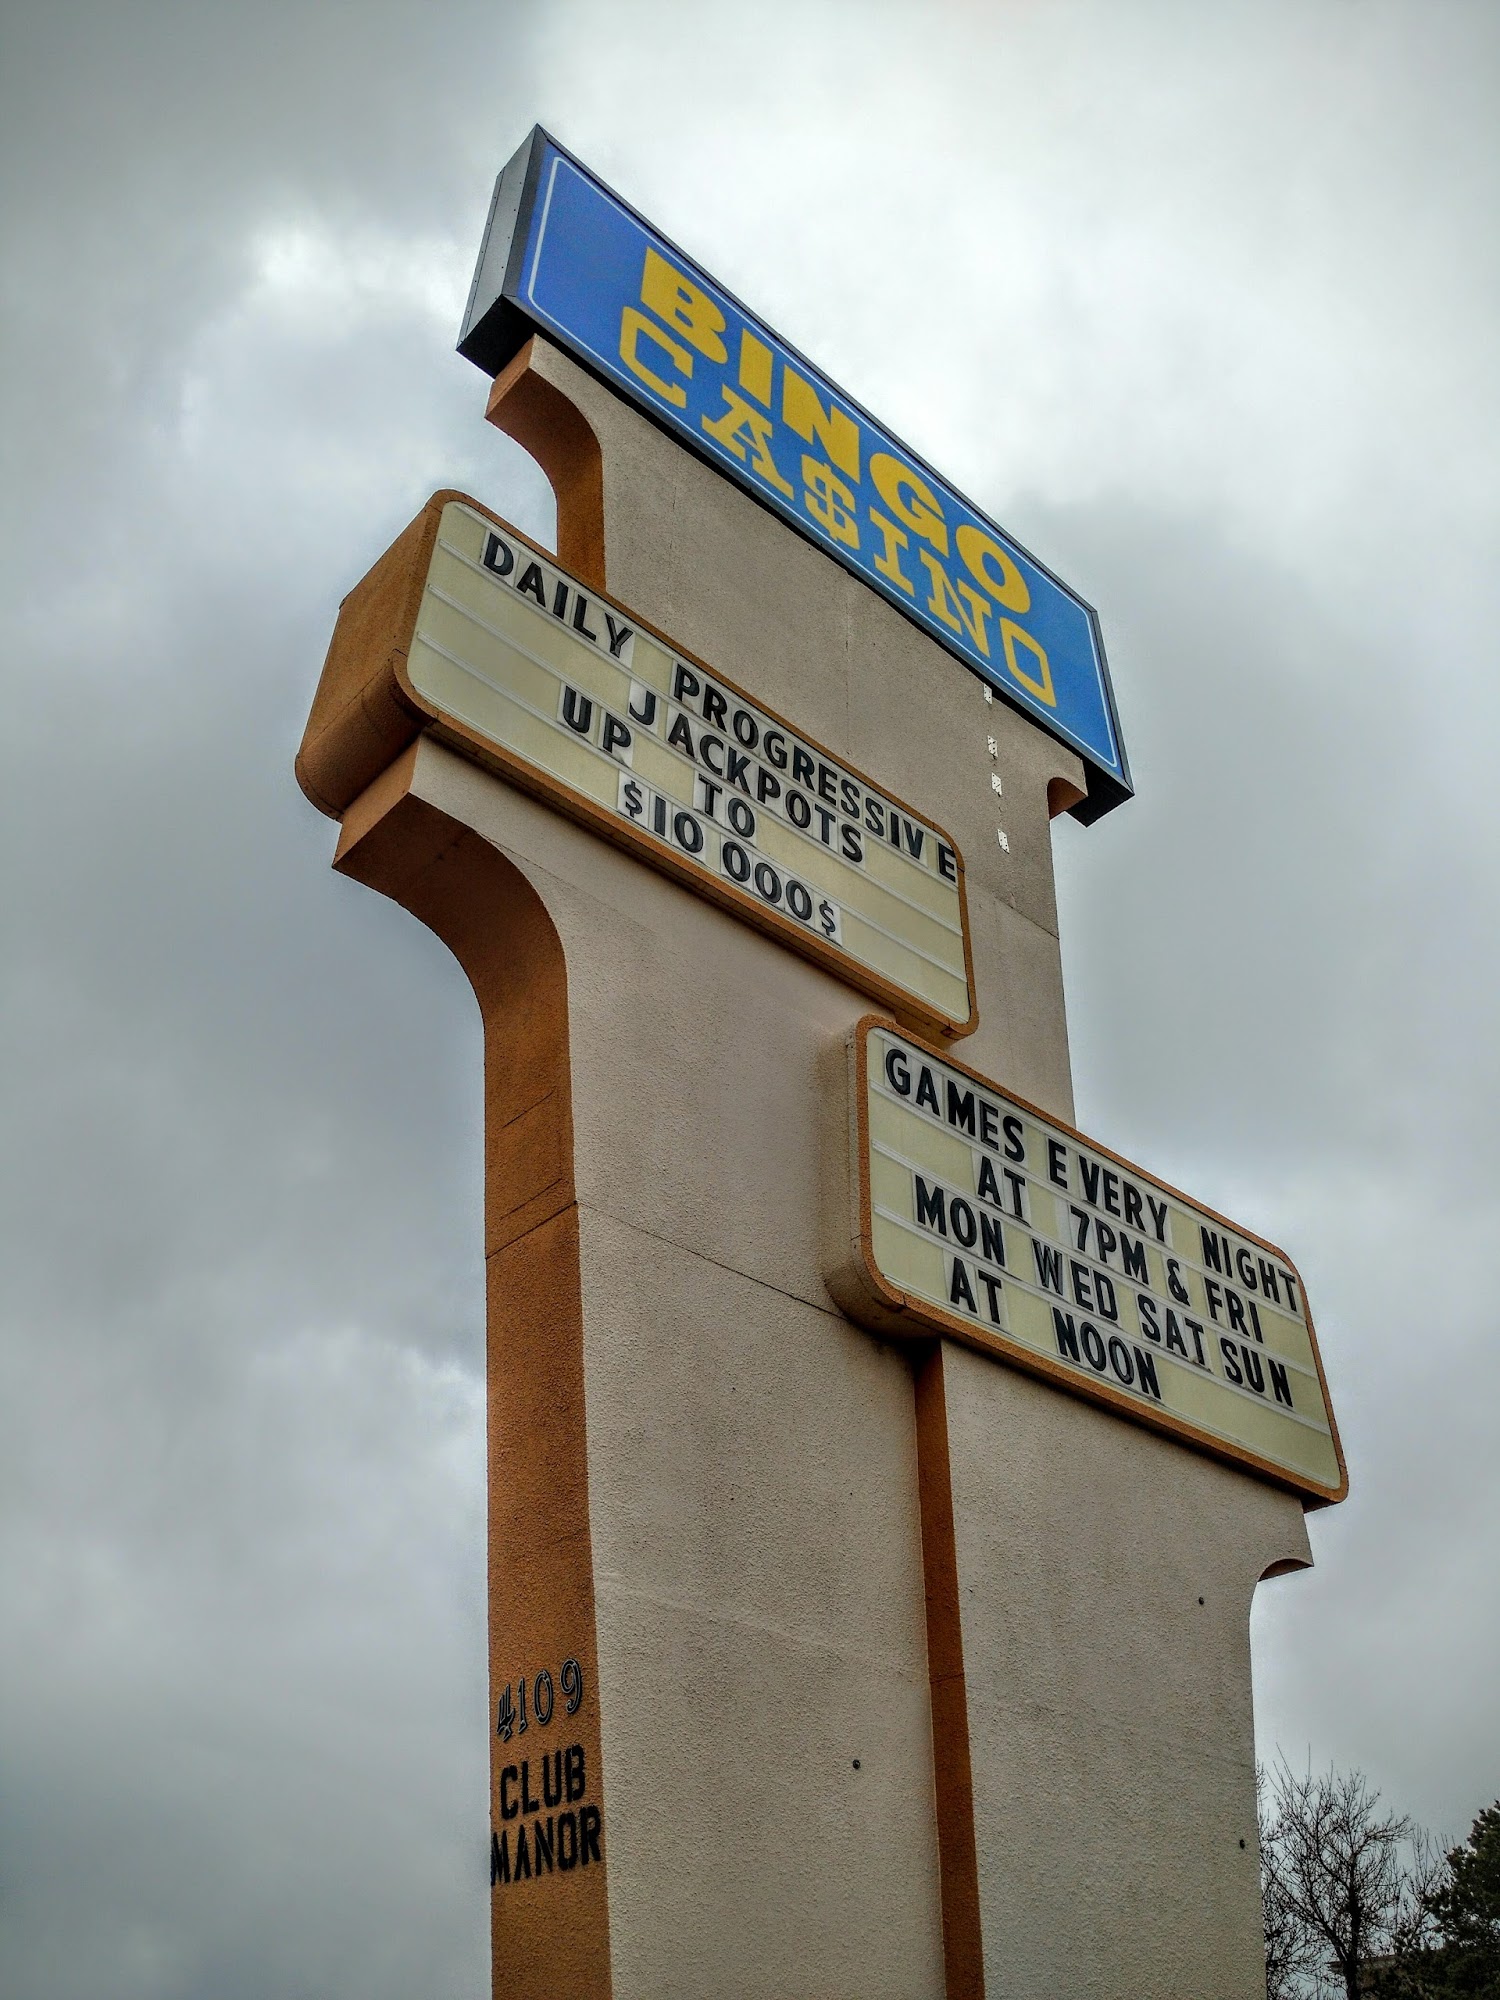 BINGO
CA$INO
DAILY PROGRESSIVE
JACKPOTS
UP TO
$10 000$
GAMES EVERY NIGHT
AT 7PM & FRI
MON WED SAT SUN
AT NOON
4109
CLUB
MANOR